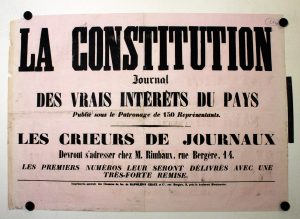 LA CONSTITUTION
Journal
DES VRAIS INTÉRÊTS DU PAYS
Publié sous le Patronage de 150 Représentants.
LES CRIEURS DE JOURNAUX
Devront s'adresser chez M. Rimbaux, rue Bergère, 14.
LES PREMIERS NUMÉROS LEUR SERONT DÉLIVRÉS AVEC UNE
TRÈS-FORTE REMISE.